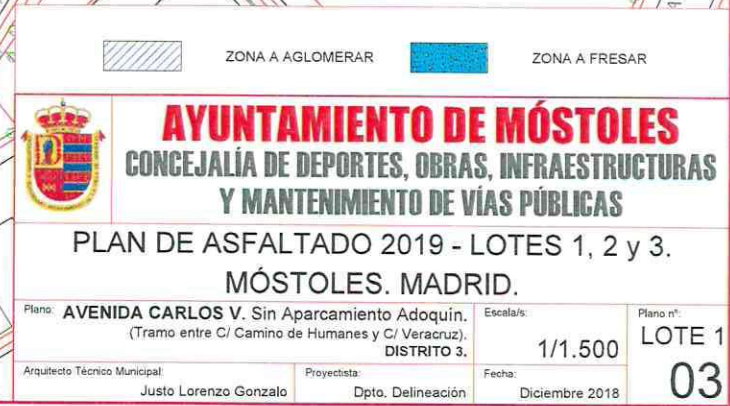 ZONA A AGLOMERAR ZONA A FRESAR
AYUNTAMIENTO DE MÓSTOLES
CONCEJALÍA DE DEPORTES, OBRAS, INFRAESTRUCTURAS
Y MANTENIMIENTO DE VÍAS PÚBLICAS
PLAN DE ASFALTADO 2019 - LOTES 1, 2 y 3.
MÓSTOLES. MADRID.
Plano: AVENIDA CARLOS V. Sin Aparcamiento Adoquín.
(Tramo entre C/ Camino de Humanes y C/ Veracruz).
DISTRITO 3.
Escala/s:
1/1.500
Plano nº:
LOTE 1
03
Arquitecto Técnico Municipal:
Justo Lorenzo Gonzalo
Proyectista:
Dpto. Delineación
Fecha:
Diciembre 2018